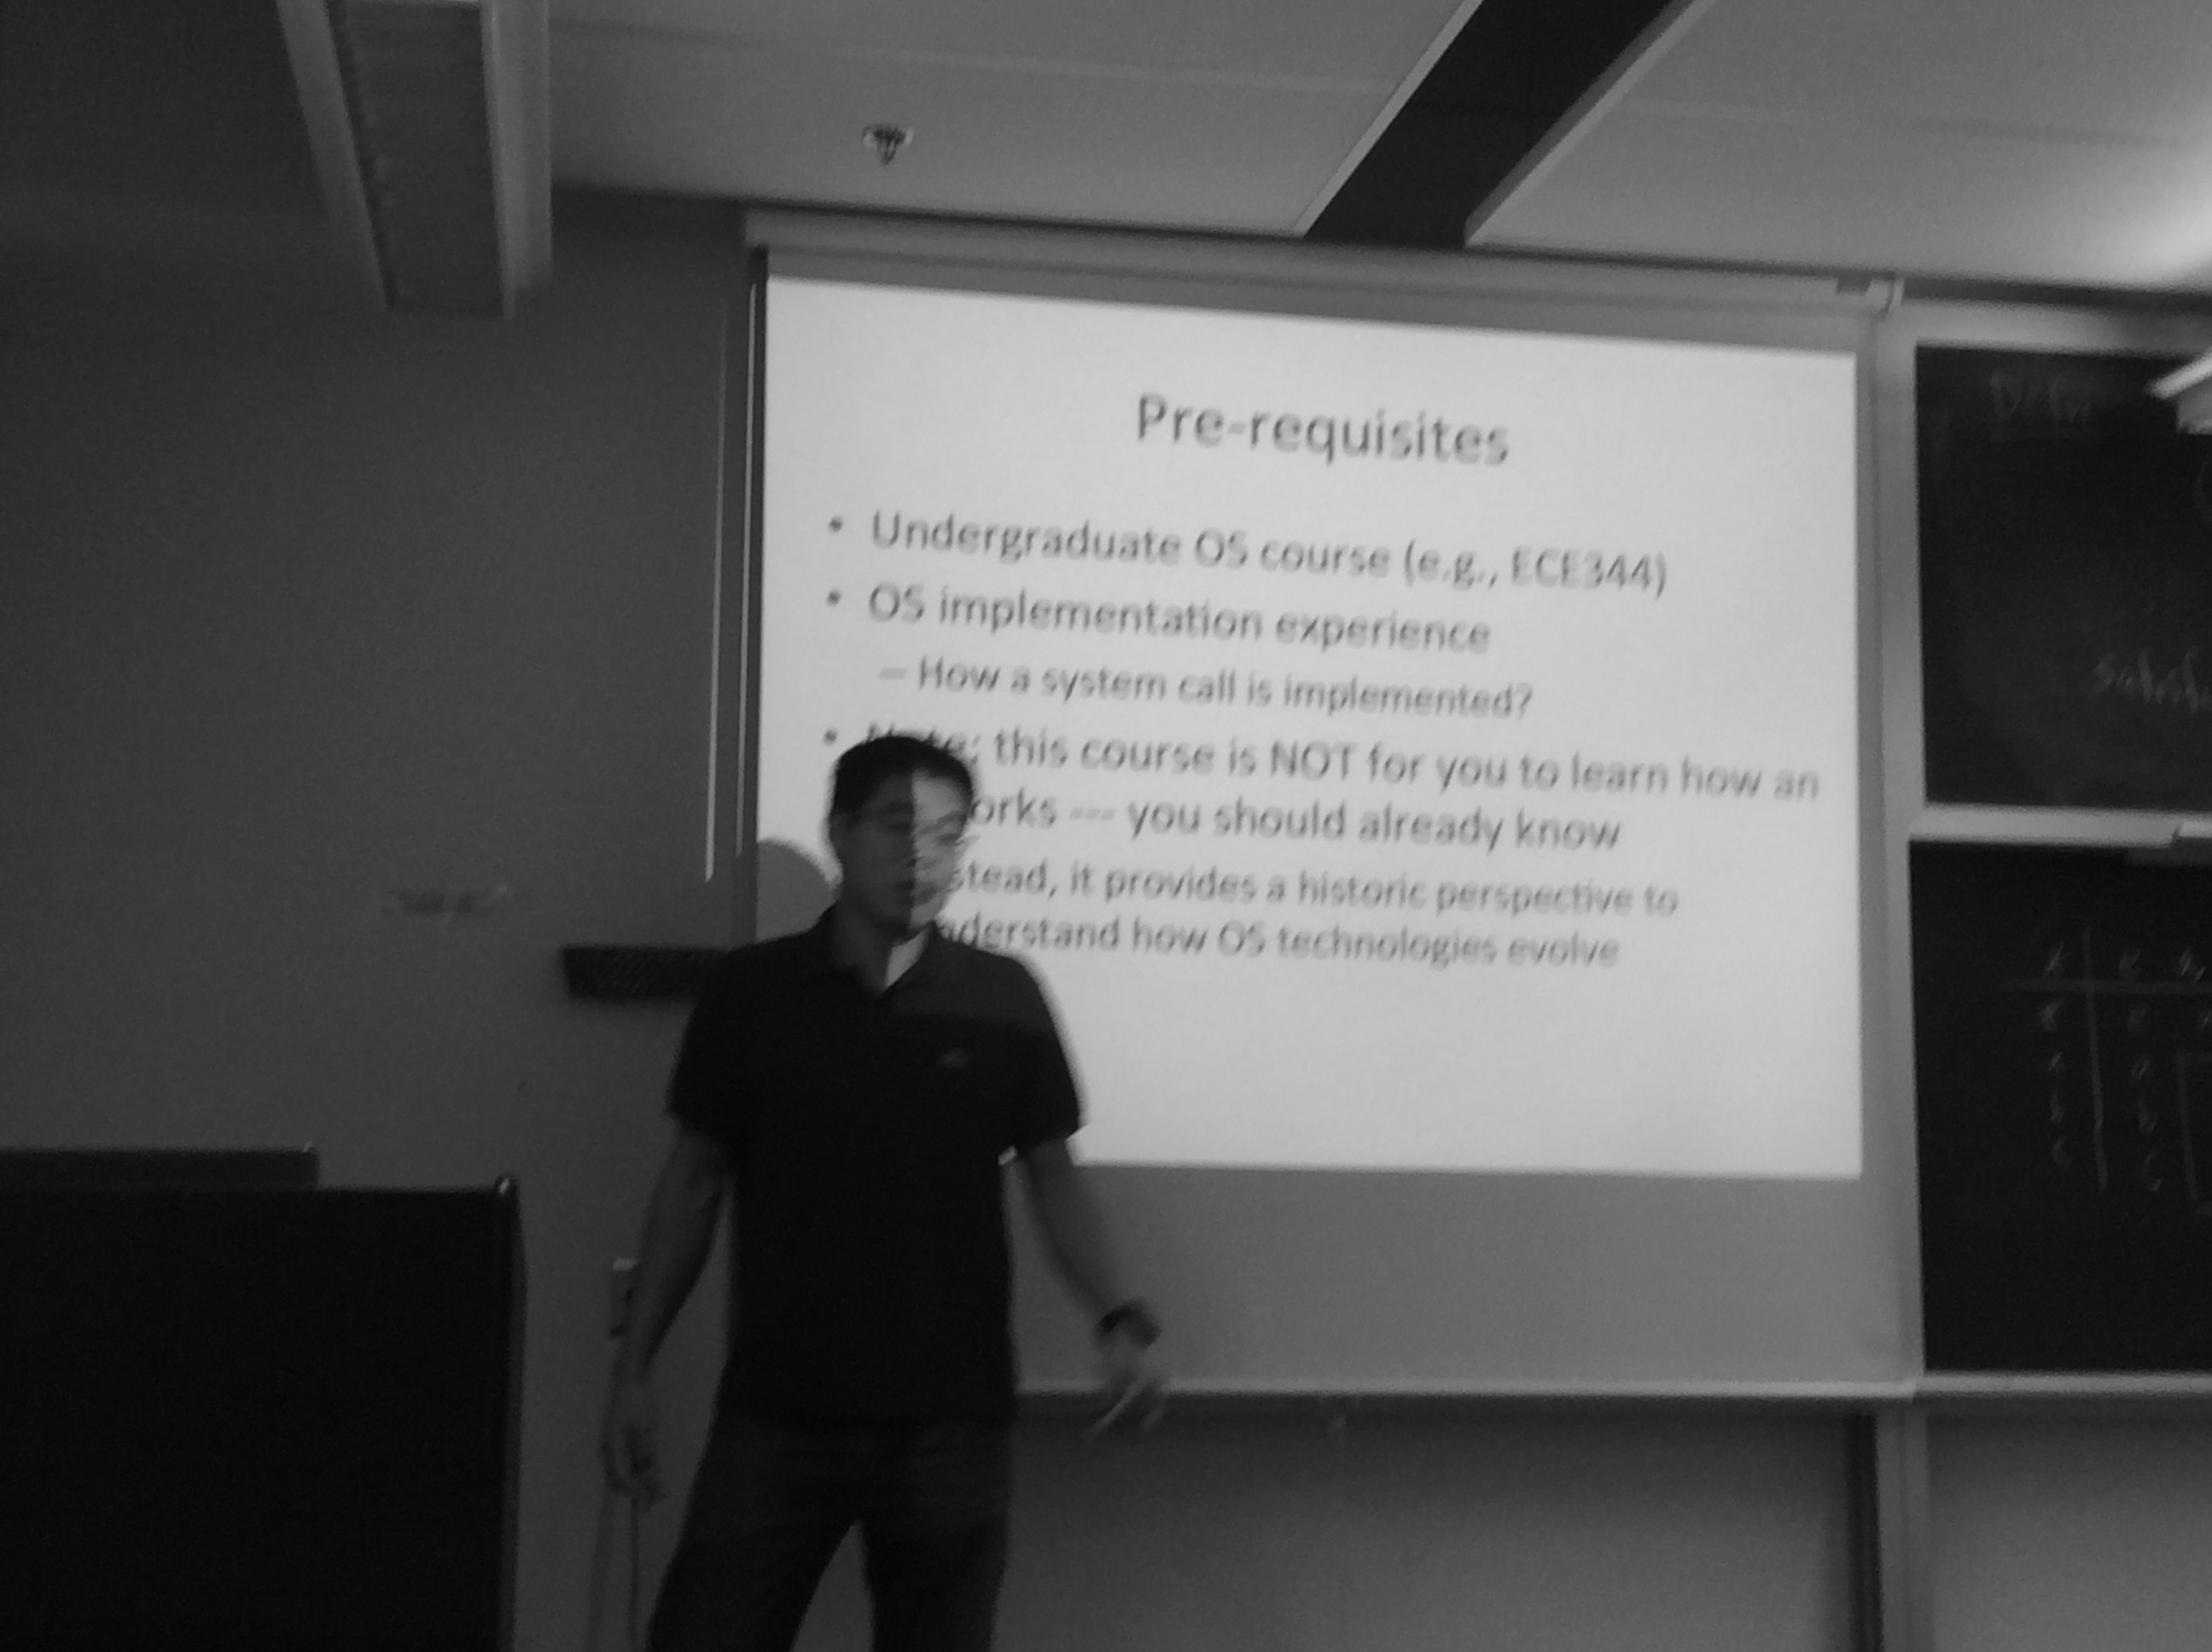 Pre-requisites
• Undergraduate OS course (e.g., ECE344)
• OS implementation experience
– How a system call is implemented?
• Note: this course is NOT for you to learn how an
orks --- you should already know
stead, it provides a historic perspective to
nderstand how OS technologies evolve